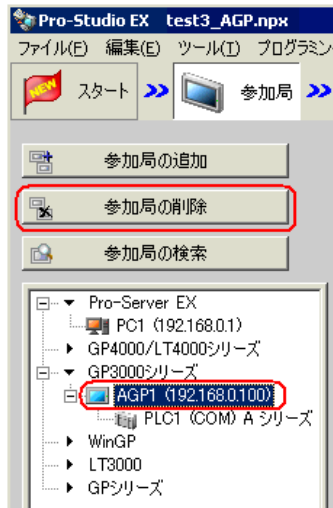 Pro-Studio EX test3_AGP.npx
ファイル(F) 編集(E) ツール(T) プログラミン
NEW スタート 参加局
参加局の追加
参加局の削除
参加局の検索
Pro-Server EX
PC1 (192.168.0.1)
GP4000/LT4000シリーズ
GP3000シリーズ
AGP1 (192.168.0.100)
PLC1 (COM) A シリーズ
WinGP
LT3000
GPシリーズ